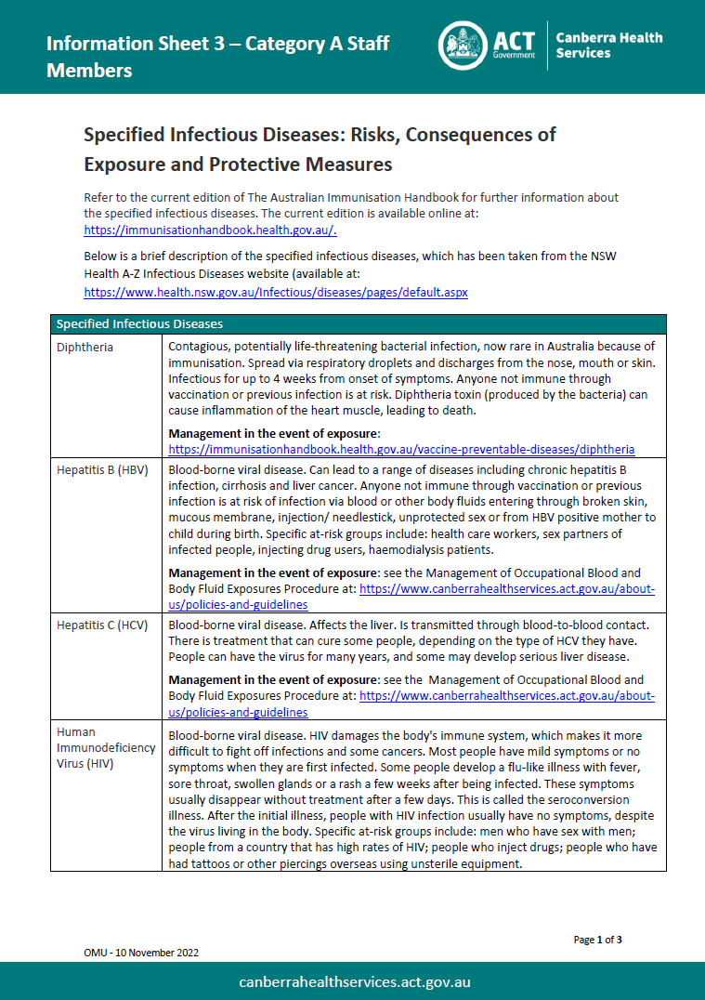 Information Sheet 3 – Category A Staff
Members
ACT
Government
Canberra Health
Services
Specified Infectious Diseases: Risks, Consequences of
Exposure and Protective Measures
Refer to the current edition of The Australian Immunisation Handbook for further information about
the specified infectious diseases. The current edition is available online at:
https://immunisationhandbook.health.gov.au/.
Below is a brief description of the specified infectious diseases, which has been taken from the NSW
Health A-Z Infectious Diseases website (available at:
https://www.health.nsw.gov.au/Infectious/diseases/pages/default.aspx
Specified Infectious Diseases
Diphtheria
Contagious, potentially life-threatening bacterial infection, now rare in Australia because of
immunisation. Spread via respiratory droplets and discharges from the nose, mouth or skin.
Infectious for up to 4 weeks from onset of symptoms. Anyone not immune through
vaccination or previous infection is at risk. Diphtheria toxin (produced by the bacteria) can
cause inflammation of the heart muscle, leading to death.
Management in the event of exposure:
https://immunisationhandbook.health.gov.au/vaccine-preventable-diseases/diphtheria
Hepatitis B (HBV)
Blood-borne viral disease. Can lead to a range of diseases including chronic hepatitis B
infection, cirrhosis and liver cancer. Anyone not immune through vaccination or previous
infection is at risk of infection via blood or other body fluids entering through broken skin,
mucous membrane, injection/ needlestick, unprotected sex or from HBV positive mother to
child during birth. Specific at-risk groups include: health care workers, sex partners of
infected people, injecting drug users, haemodialysis patients.
Management in the event of exposure: see the Management of Occupational Blood and
Body Fluid Exposures Procedure at: https://www.canberrahealthservices.act.gov.au/about-
us/policies-and-guidelines
Hepatitis C (HCV)
Blood-borne viral disease. Affects the liver. Is transmitted through blood-to-blood contact.
There is treatment that can cure some people, depending on the type of HCV they have.
People can have the virus for many years, and some may develop serious liver disease.
Management in the event of exposure: see the Management of Occupational Blood and
Body Fluid Exposures Procedure at: https://www.canberrahealthservices.act.gov.au/about-
us/policies-and-guidelines
Human
Immunodeficiency
Virus (HIV)
Blood-borne viral disease. HIV damages the body's immune system, which makes it more
difficult to fight off infections and some cancers. Most people have mild symptoms or no
symptoms when they are first infected. Some people develop a flu-like illness with fever,
sore throat, swollen glands or a rash a few weeks after being infected. These symptoms
usually disappear without treatment after a few days. This is called the seroconversion
illness. After the initial illness, people with HIV infection usually have no symptoms, despite
the virus living in the body. Specific at-risk groups include: men who have sex with men;
people from a country that has high rates of HIV; people who inject drugs; people who have
had tattoos or other piercings overseas using unsterile equipment.
Page 1 of 3
OMU - 10 November 2022
canberrahealthservices.act.gov.au